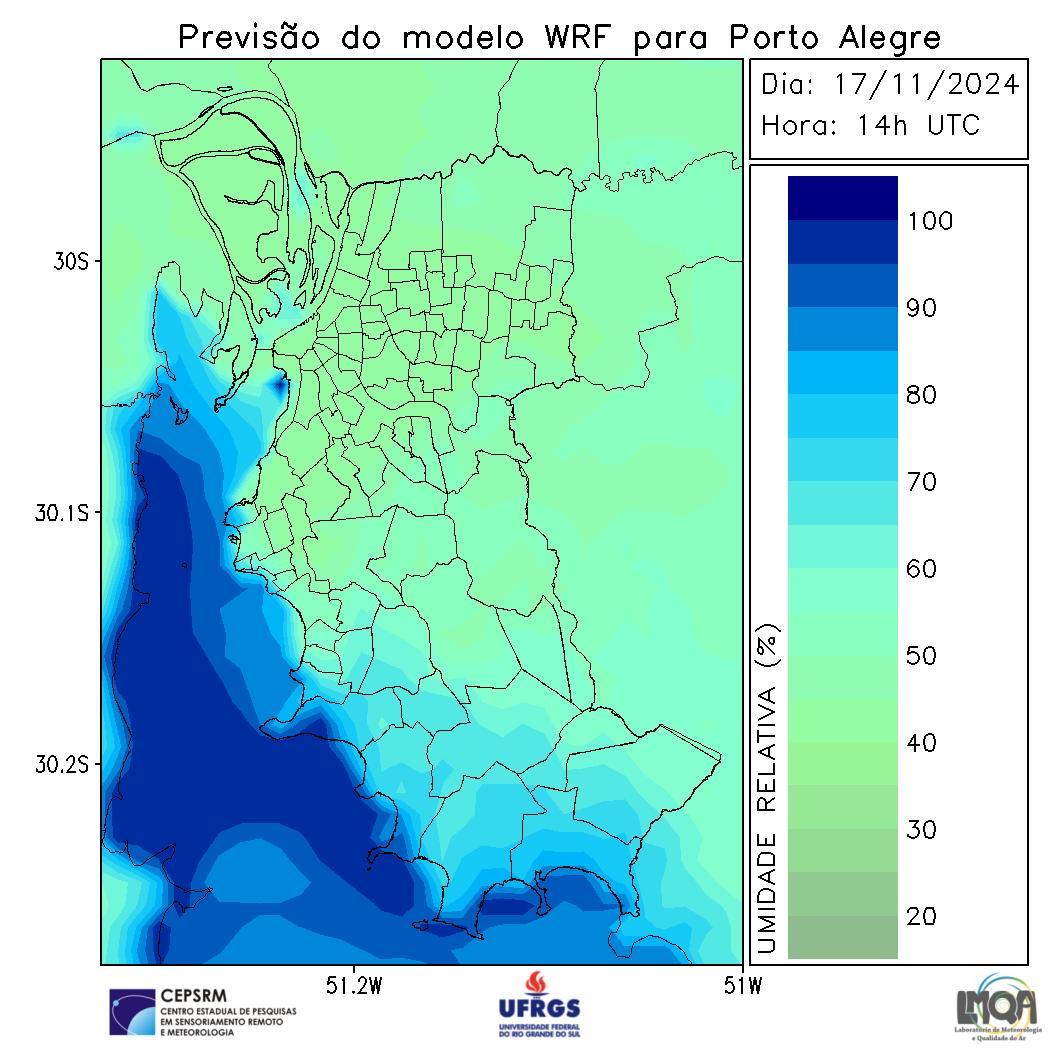 Previsão do modelo WRF para Porto Alegre
Dia: 17/11/2024
Hora: 14h UTC
30S
30.1S
30.2S
51.2W
51W
UMIDADE RELATIVA (%)
100
90
80
70
60
50
40
30
20
CEPSRM
CENTRO ESTADUAL DE PESQUISAS
EM SENSORIAMENTO REMOTO
E METEOROLOGIA
UFRGS
UNIVERSIDADE FEDERAL
DO RIO GRANDE DO SUL
LMQA
Laboratório de Meteorologia
e Qualidade do Ar